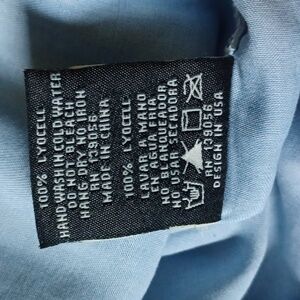 100% LYOCELL
HAND WASH IN COLD WATER
DO NOT BLEACH
HANG DRY NO IRON
RN 139056
MADE IN CHINA
100% LYOCELL
LAVAR A MANO
EN AGUA FRIA
NO BLANQUEADOR
NO USAR SECADORA
RN 139056
DESIGN IN USA